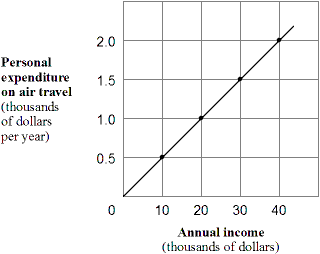 Personal
expenditure
on air travel
(thousands
of dollars
per year)
2.0
1.5
1.0
0.5
0 10 20 30 40
Annual income
(thousands of dollars)